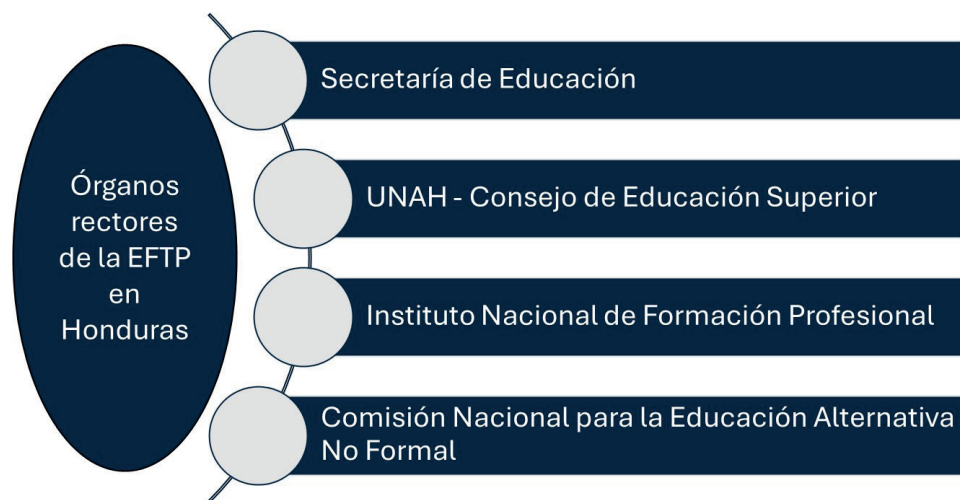 Órganos
rectores
de la EFTP
en
Honduras
Secretaría de Educación
UNAH - Consejo de Educación Superior
Instituto Nacional de Formación Profesional
Comisión Nacional para la Educación Alternativa
No Formal